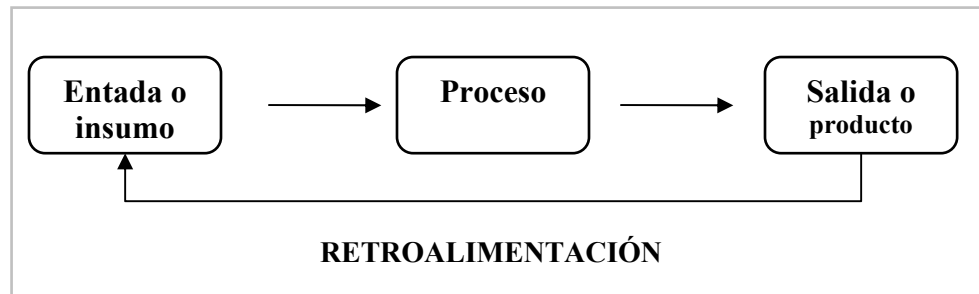 Entada o
insumo
Proceso
Salida o
producto
RETROALIMENTACIÓN